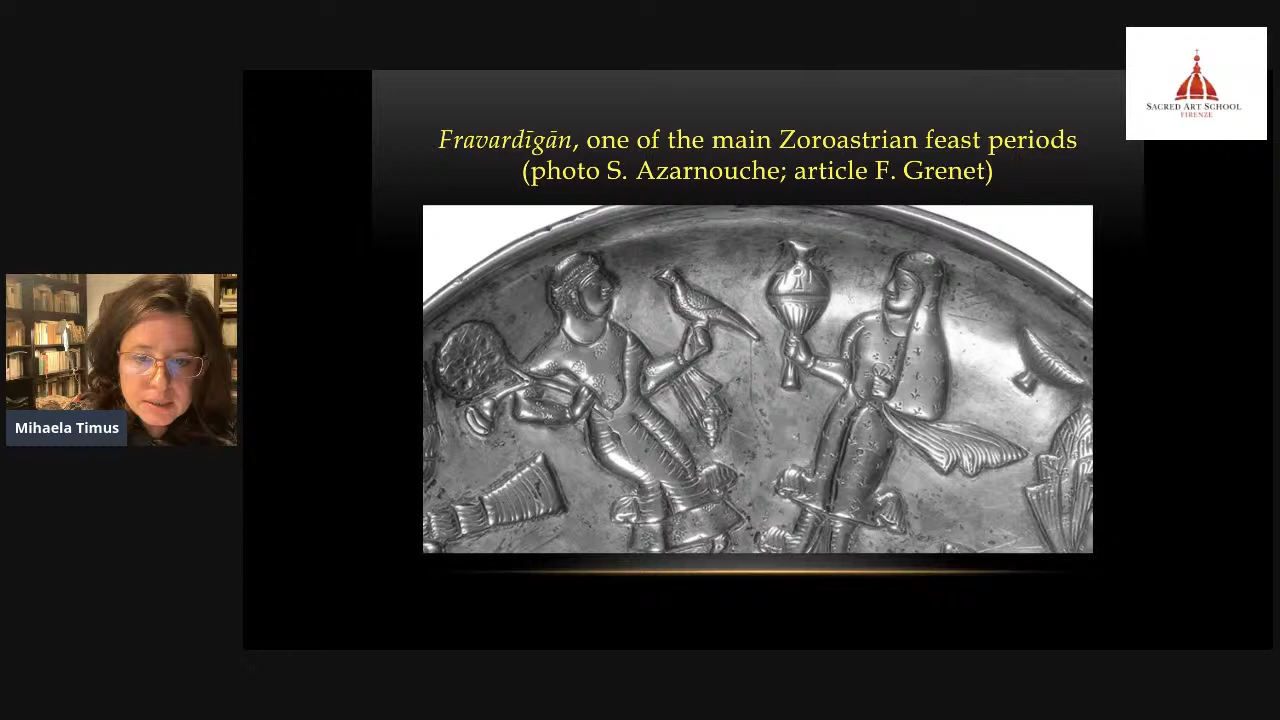 SACRED ART SCHOOL
FIRENZE
Fravardīgān, one of the main Zoroastrian feast periods
(photo S. Azarnouche; article F. Grenet)
Mihaela Timus